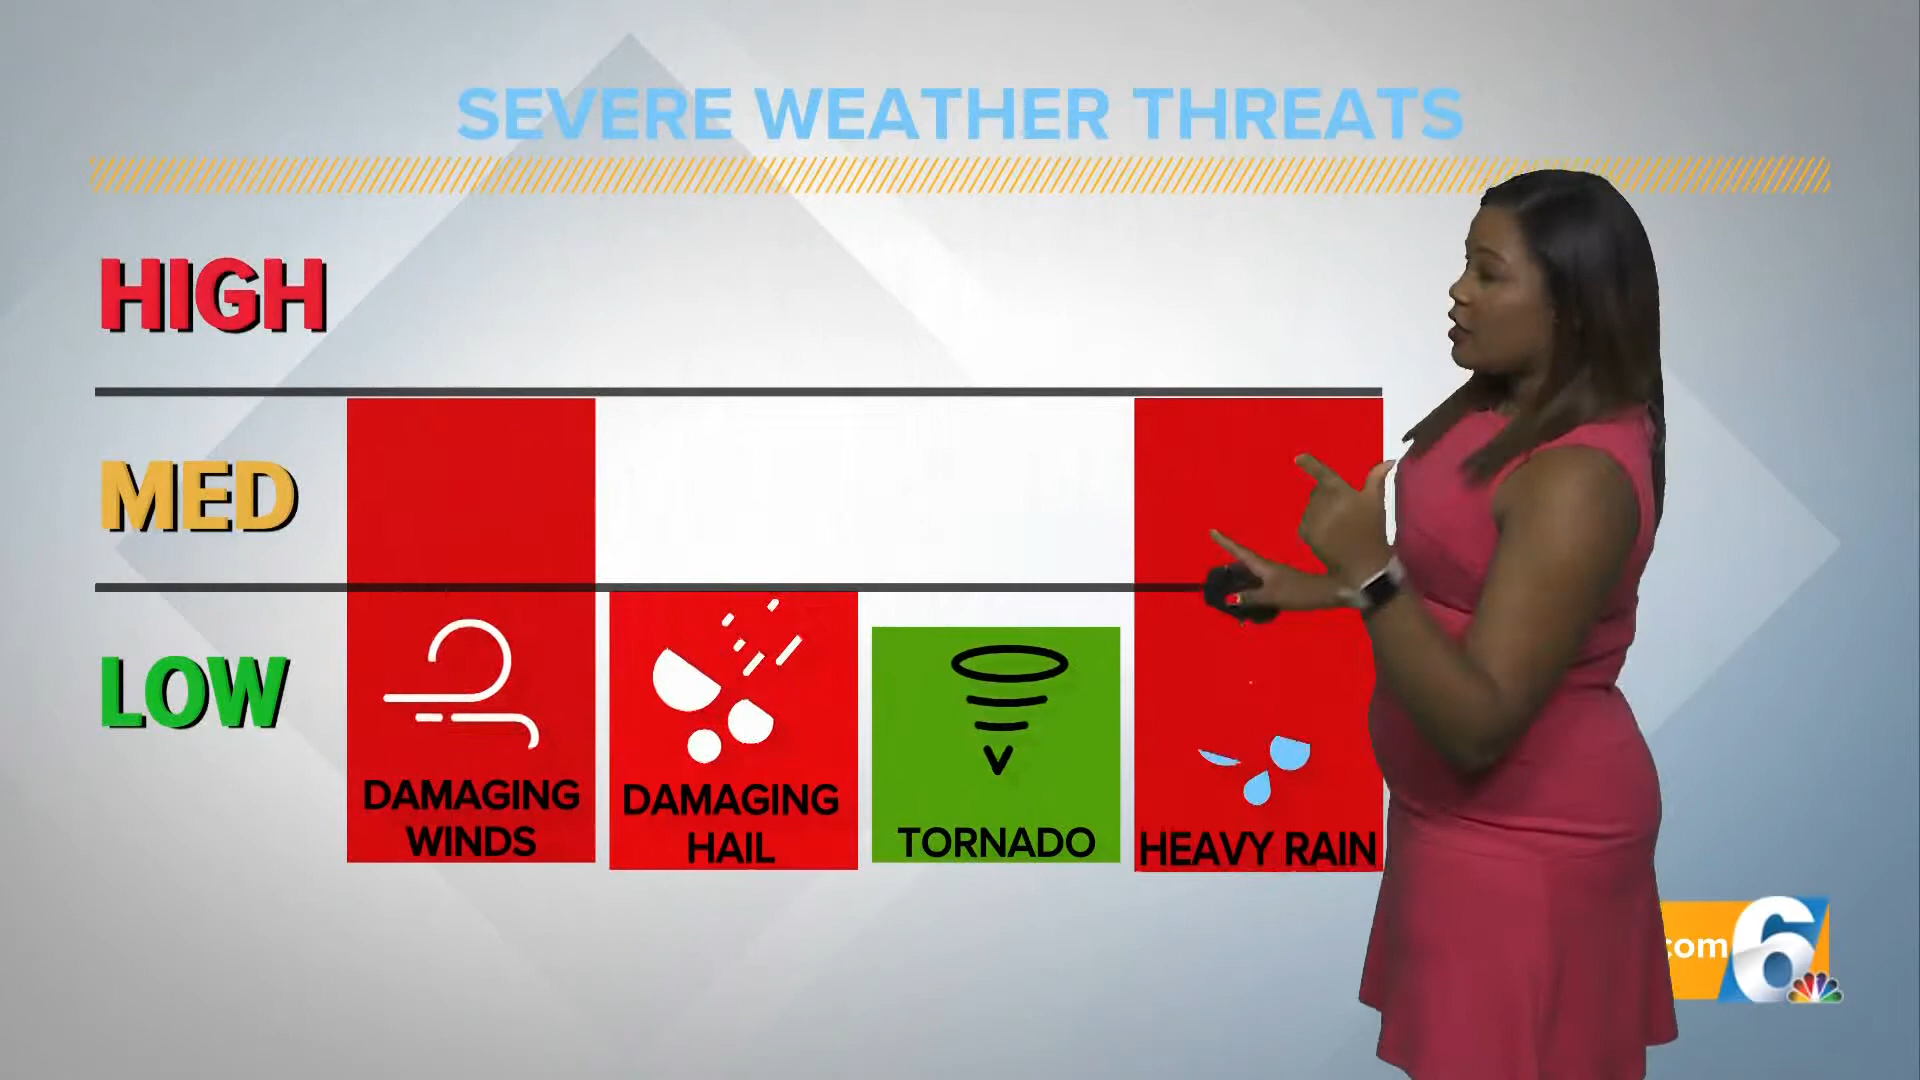 SEVERE WEATHER THREATS
HIGH
MED
LOW
DAMAGING
WINDS
DAMAGING
HAIL
TORNADO
HEAVY RAIN
com
6